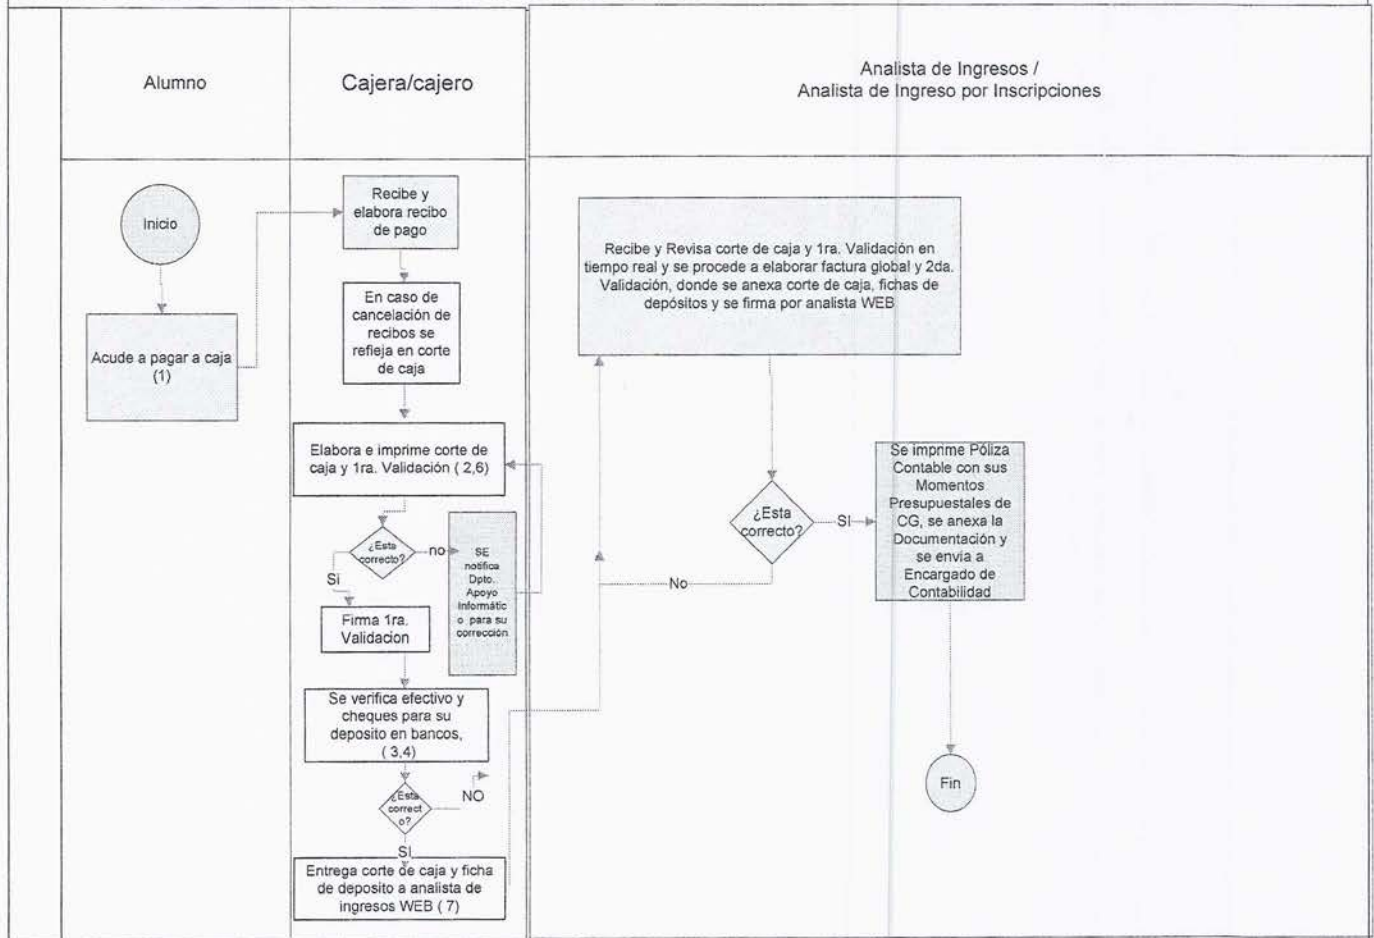 Alumno
Cajera/cajero
Analista de Ingresos /
Analista de Ingreso por Inscripciones
Inicio
Acude a pagar a caja
(1)
Recibe y
elabora recibo
de pago
En caso de
cancelación de
recibos se
refleja en corte
de caja
Elabora e imprime corte de
caja y 1ra. Validación ( 2,6)
¿Esta
correcto?
no
Si
SE
notifica
Dpto.
Apoyo
Informátic
o para su
corrección
Firma 1ra.
Validacion
Se verifica efectivo y
cheques para su
deposito en bancos,
( 3,4)
¿Esta
correct
o?
NO
SI
Entrega corte de caja y ficha
de deposito a analista de
ingresos WEB ( 7)
Recibe y Revisa corte de caja y 1ra. Validación en
tiempo real y se procede a elaborar factura global y 2da.
Validación, donde se anexa corte de caja, fichas de
depósitos y se firma por analista WEB
¿Esta
correcto?
SI
No
Se imprime Póliza
Contable con sus
Momentos
Presupuestales de
CG, se anexa la
Documentación y
se envia a
Encargado de
Contabilidad
Fin